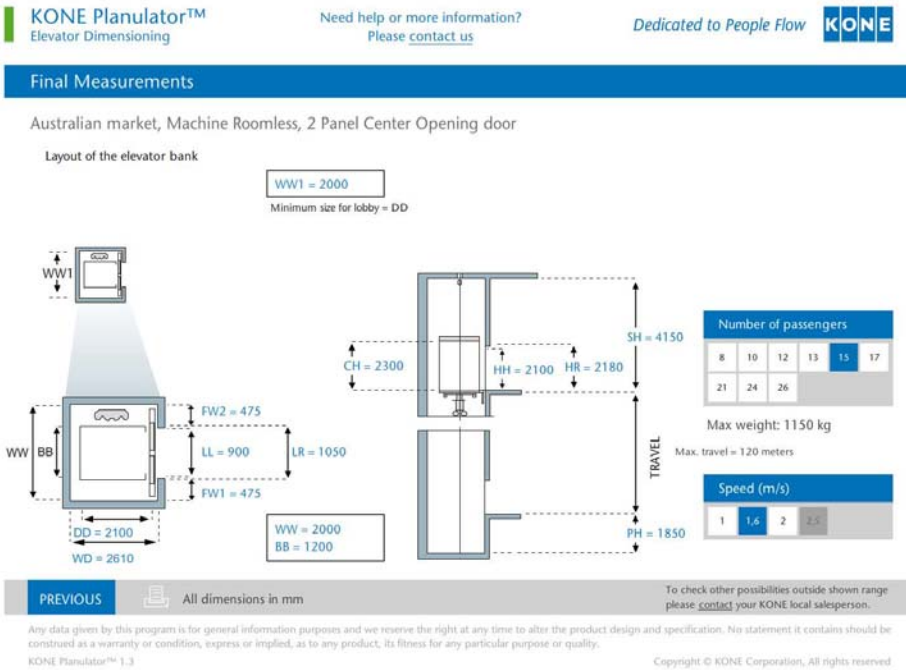 KONE Planulator™
Elevator Dimensioning
Need help or more information?
Please contact us
Dedicated to People Flow
KONE
Final Measurements
Australian market, Machine Roomless, 2 Panel Center Opening door
Layout of the elevator bank
WW1 = 2000
Minimum size for lobby = DD
WW1
SH = 4150
CH = 2300
HH = 2100
HR = 2180
Number of passengers
8 10 12 13 15 17
21 24 26
Max weight: 1150 kg
Max. travel = 120 meters
TRAVEL
FW2 = 475
WW
BB
LL = 900
LR = 1050
FW1 = 475
Speed (m/s)
1 1,6 2 2,5
DD = 2100
WD = 2610
WW = 2000
BB = 1200
PH = 1850
PREVIOUS
All dimensions in mm
To check other possibilities outside shown range
please contact your KONE local salesperson.
Any data given by this program is for general information purposes and we reserve the right at any time to alter the product design and specification. No statement it contains should be
construed as a warranty or condition, express or implied, as to any product, its fitness for any particular purpose or quality.
KONE Planulator™ 1.3
Copyright © KONE Corporation, All rights reserved